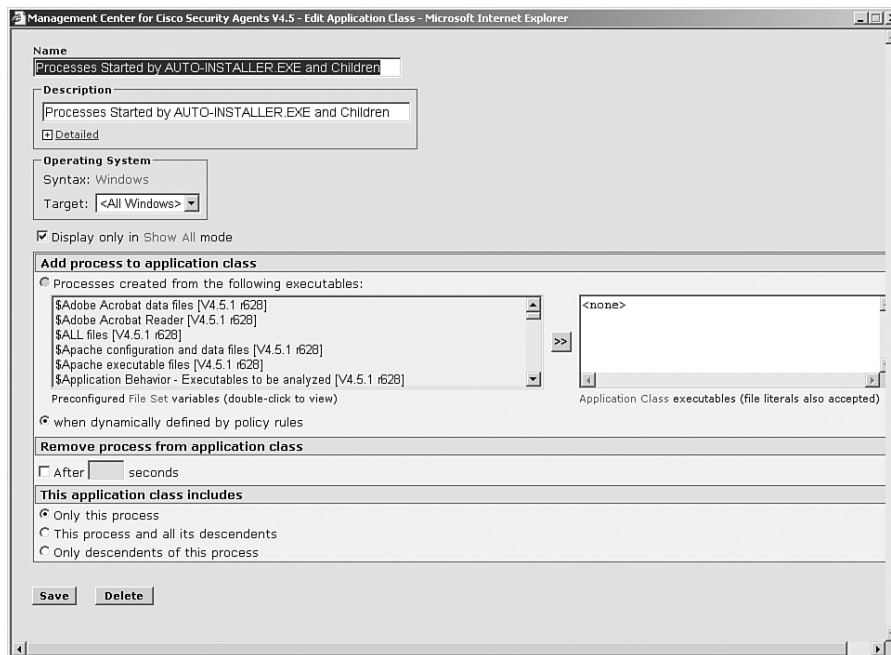 Management Center for Cisco Security Agents V4.5 - Edit Application Class - Microsoft Internet Explorer
Name
Processes Started by AUTO-INSTALLER.EXE and Children
Description
Processes Started by AUTO-INSTALLER.EXE and Children
Detailed
Operating System
Syntax: Windows
Target: <All Windows>
Display only in Show All mode
Add process to application class
Processes created from the following executables:
$Adobe Acrobat data files [V4.5.1 r628]
$Adobe Acrobat Reader [V4.5.1 r628]
$ALL files [V4.5.1 r628]
$Apache configuration and data files [V4.5.1 r628]
$Apache executable files [V4.5.1 r628]
$Application Behavior - Executables to be analyzed [V4.5.1 r628]
>>
<none>
Preconfigured File Set variables (double-click to view)
Application Class executables (file literals also accepted)
when dynamically defined by policy rules
Remove process from application class
After seconds
This application class includes
Only this process
This process and all its descendents
Only descendents of this process
Save Delete